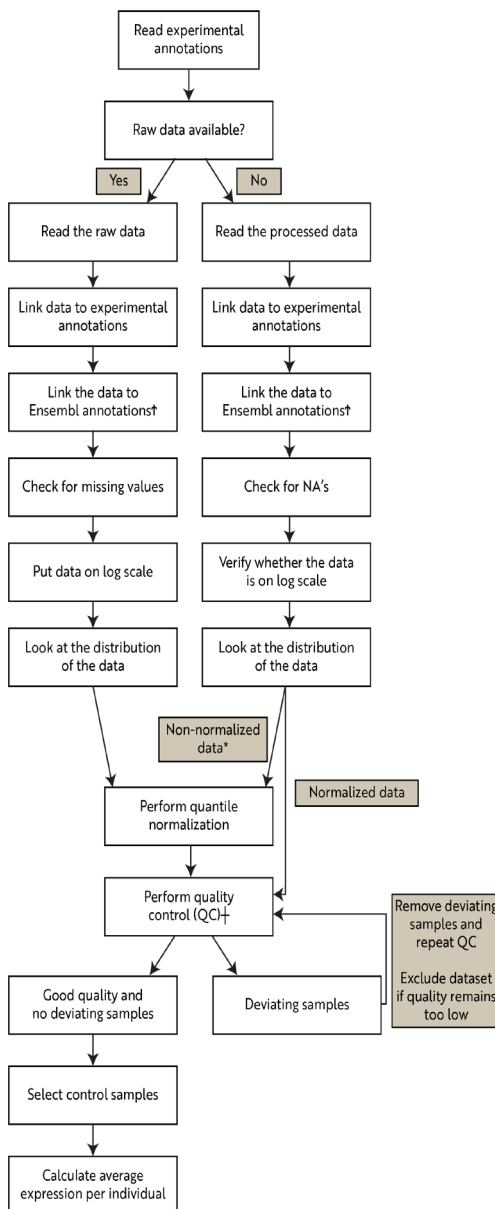 Read experimental
annotations
Raw data available?
Yes
No
Read the raw data
Read the processed data
Link data to experimental
annotations
Link data to experimental
annotations
Link the data to
Ensembl annotations†
Link the data to
Ensembl annotations†
Check for missing values
Check for NA's
Put data on log scale
Verify whether the data
is on log scale
Look at the distribution
of the data
Look at the distribution
of the data
Non-normalized
data*
Normalized data
Perform quantile
normalization
Perform quality
control (QC)‡
Remove deviating
samples and
repeat QC
Exclude dataset
if quality remains
too low
Good quality and
no deviating samples
Deviating samples
Select control samples
Calculate average
expression per individual